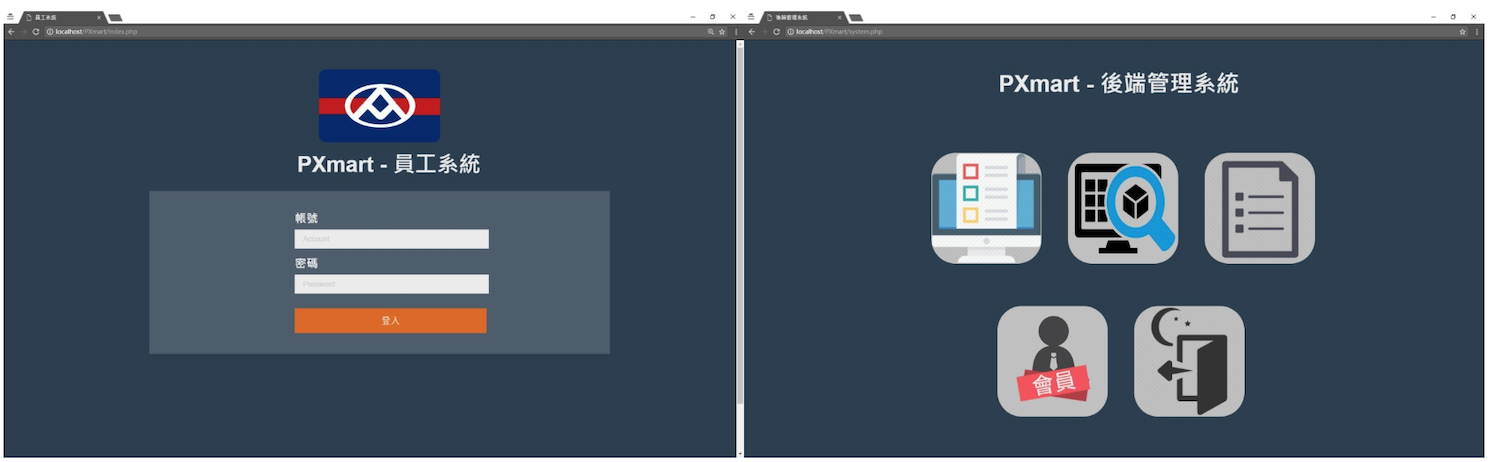 員工系統
localhost/PXmart/index.php
PXmart - 員工系統
帳號
Account
密碼
Password
登入
後端管理系統
localhost/PXmart/system.php
PXmart - 後端管理系統
會員